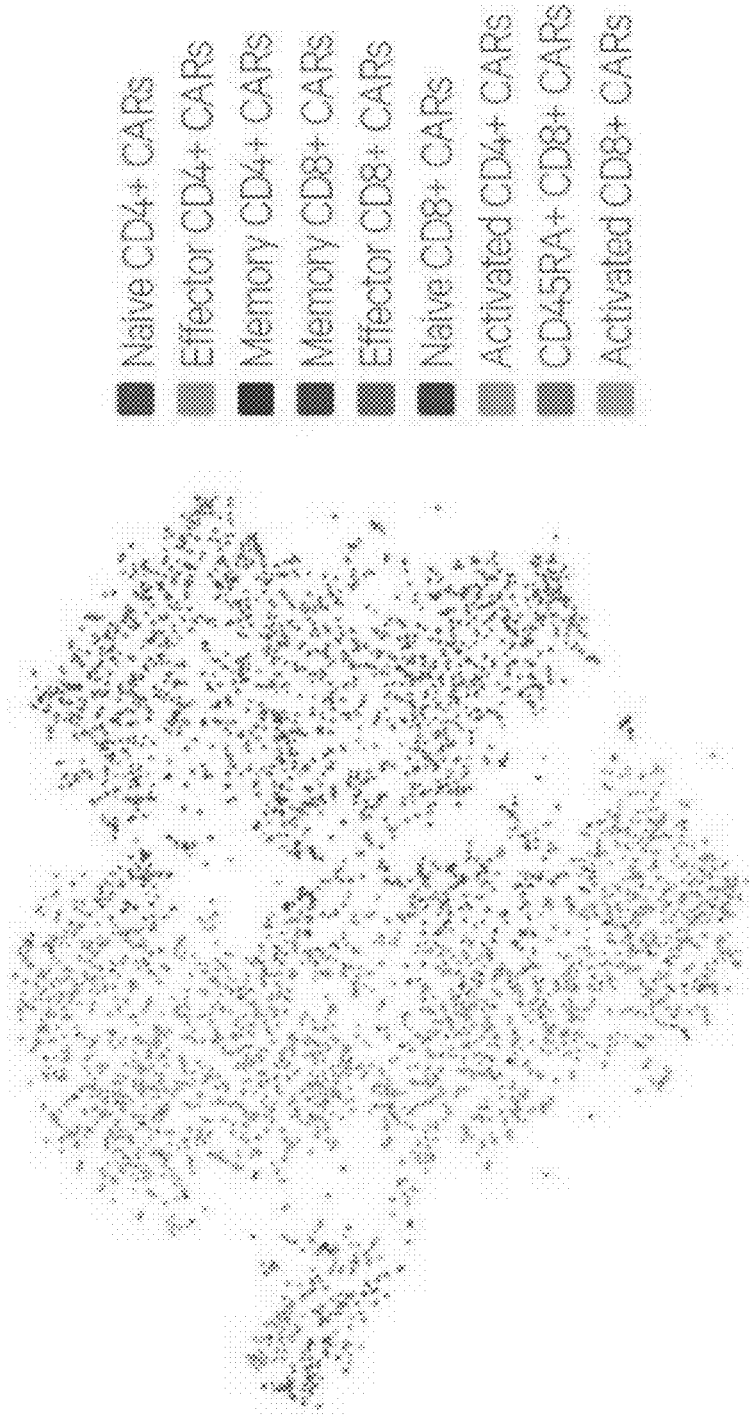 Naive CD4+ CARs
Effector CD4+ CARs
Memory CD4+ CARs
Memory CD8+ CARs
Effector CD8+ CARs
Naive CD8+ CARs
Activated CD4+ CARs
CD45RA+ CD8+ CARs
Activated CD8+ CARs